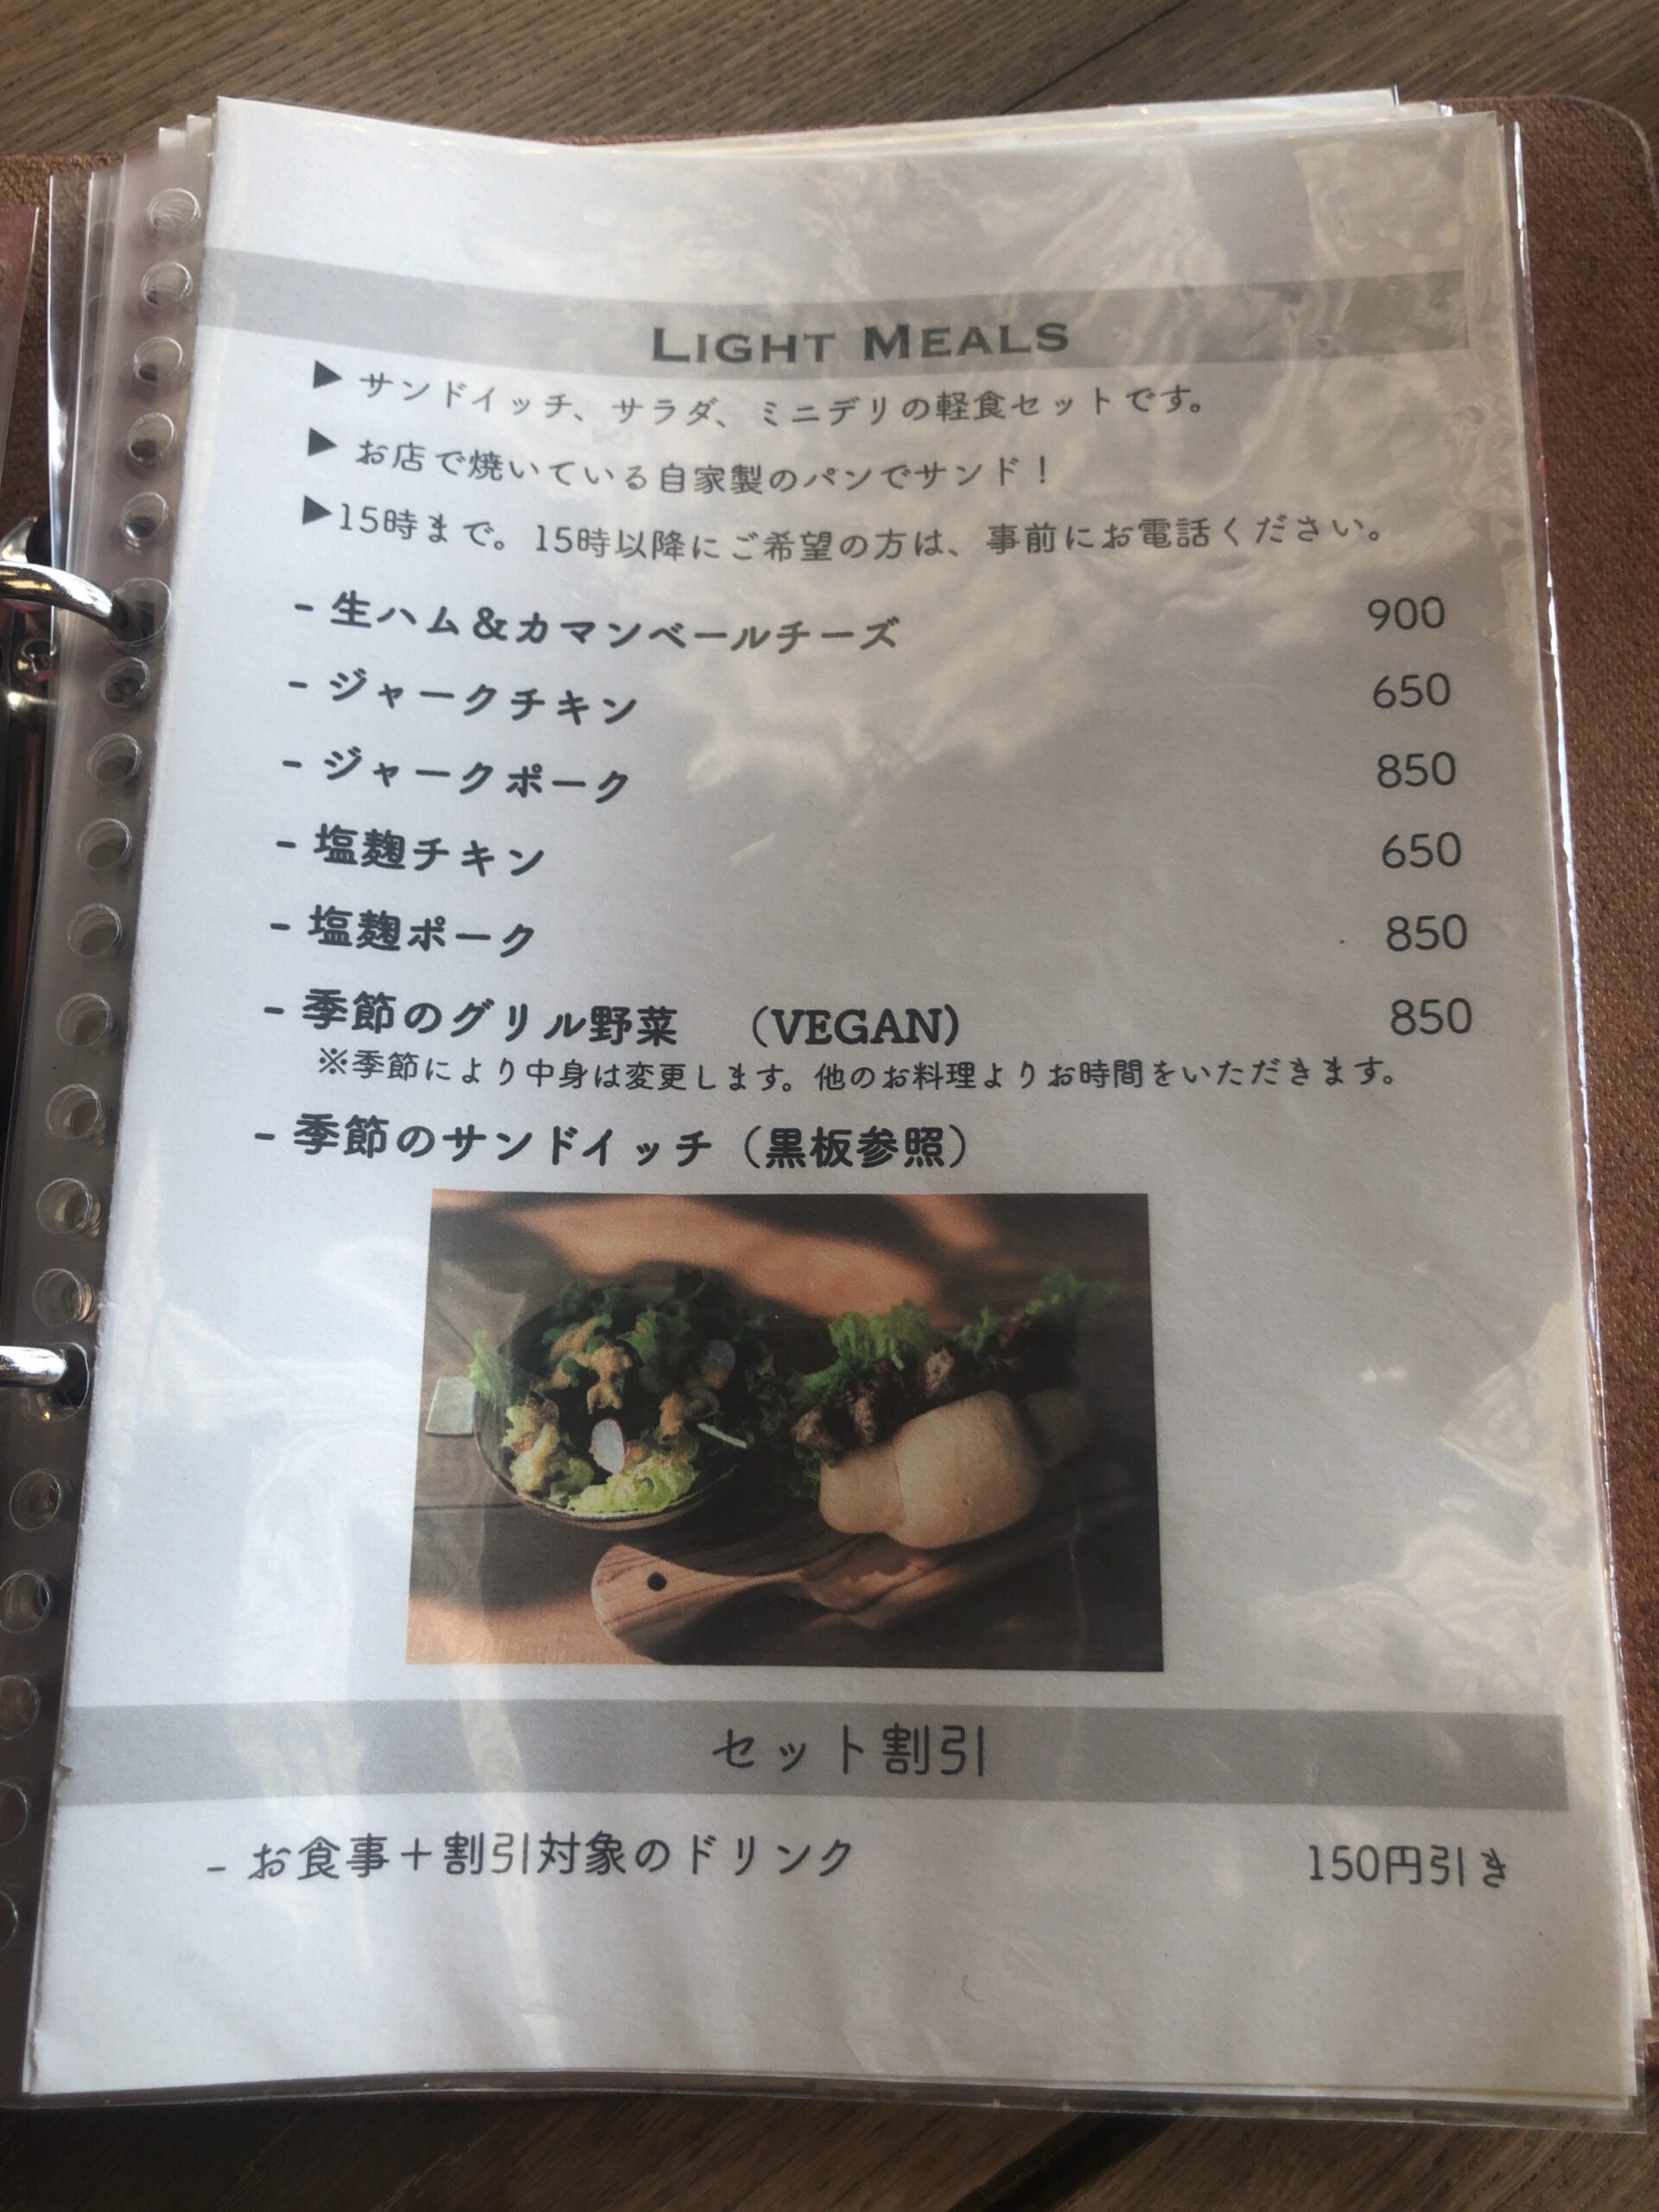 LIGHT MEALS
▶ サンドイッチ、サラダ、ミニデリの軽食セットです。
▶ お店で焼いている自家製のパンでサンド！
▶15時まで。15時以降にご希望の方は、事前にお電話ください。
- 生ハム＆カマンベールチーズ 900
- ジャークチキン 650
- ジャークポーク 850
- 塩麹チキン 650
- 塩麹ポーク 850
- 季節のグリル野菜 （VEGAN） 850
※季節により中身は変更します。他のお料理よりお時間をいただきます。
- 季節のサンドイッチ（黒板参照）
セット割引
- お食事＋割引対象のドリンク 150円引き